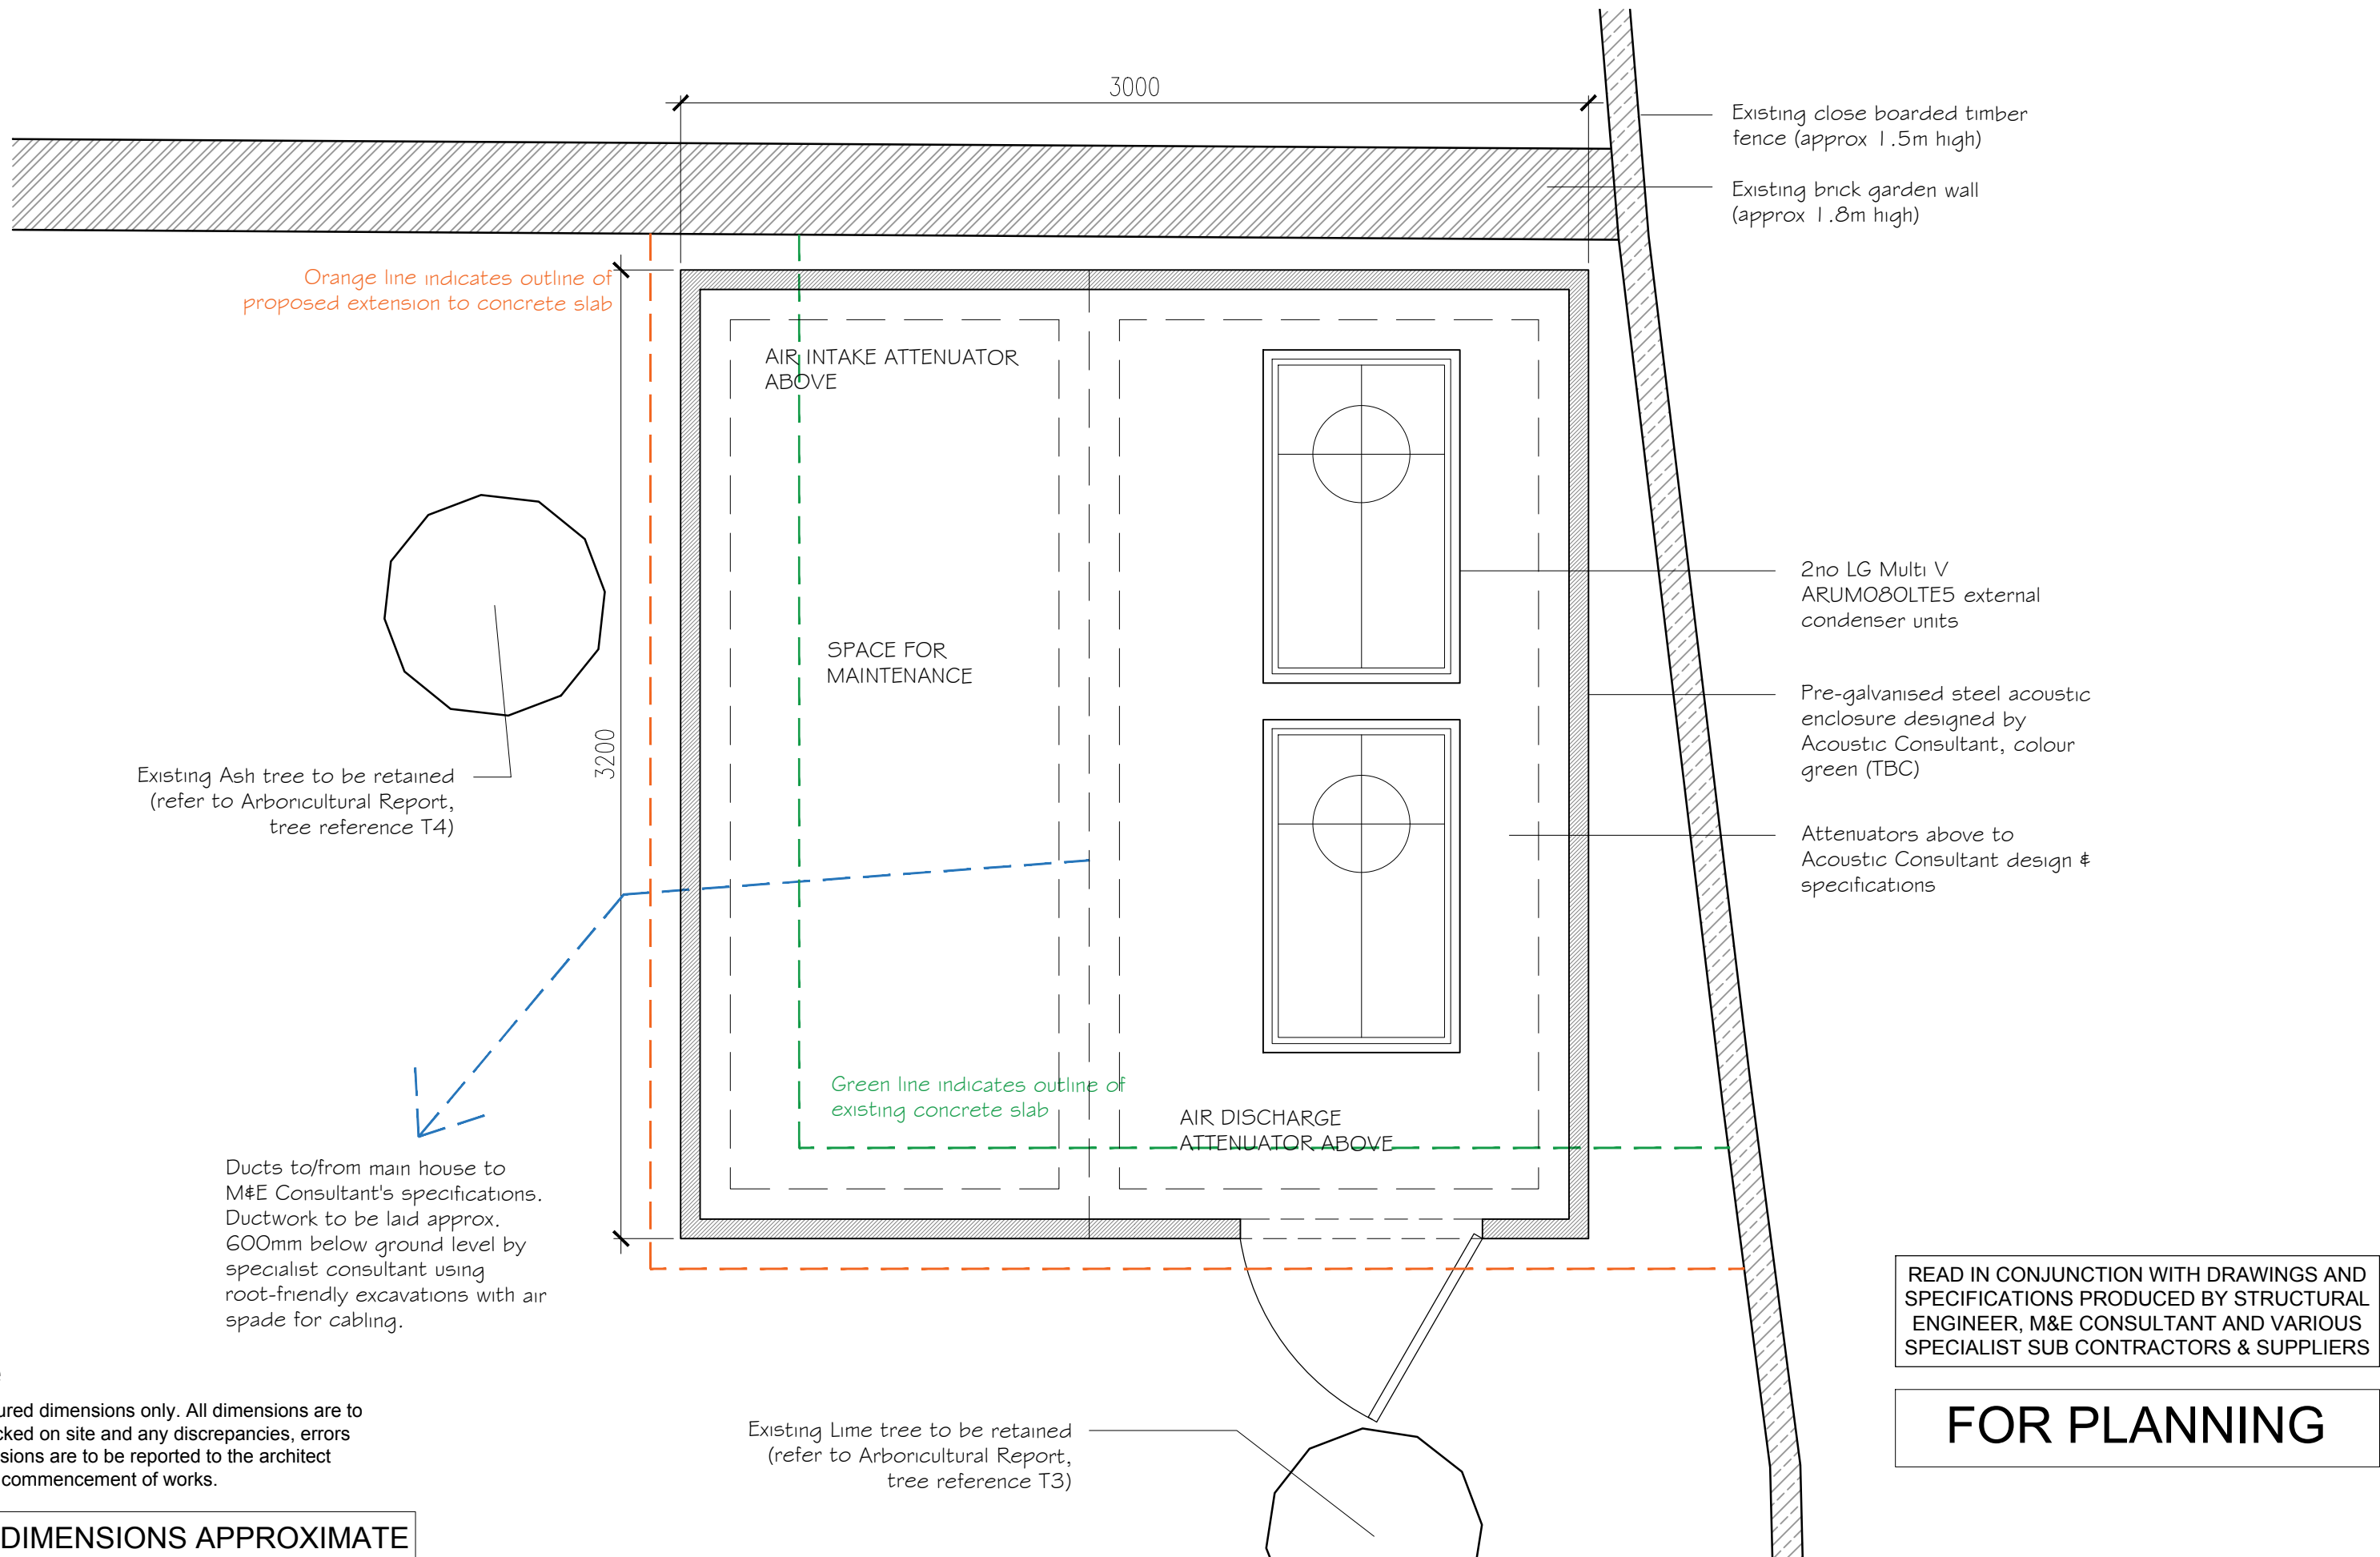 3000
Existing close boarded timber
fence (approx 1.5m high)
Existing brick garden wall
(approx 1.8m high)
Orange line indicates outline of
proposed extension to concrete slab
AIR INTAKE ATTENUATOR
ABOVE
2no LG Multi V
ARUM080LTE5 external
condenser units
SPACE FOR
MAINTENANCE
Pre-galvanised steel acoustic
enclosure designed by
Acoustic Consultant, colour
green (TBC)
3200
Existing Ash tree to be retained
(refer to Arboricultural Report,
tree reference T4)
Attenuators above to
Acoustic Consultant design &
specifications
Green line indicates outline of
existing concrete slab
AIR DISCHARGE
ATTENUATOR ABOVE
Ducts to/from main house to
M&E Consultant's specifications.
Ductwork to be laid approx.
600mm below ground level by
specialist consultant using
root-friendly excavations with air
spade for cabling.
READ IN CONJUNCTION WITH DRAWINGS AND
SPECIFICATIONS PRODUCED BY STRUCTURAL
ENGINEER, M&E CONSULTANT AND VARIOUS
SPECIALIST SUB CONTRACTORS & SUPPLIERS
FOR PLANNING
ured dimensions only. All dimensions are to
cked on site and any discrepancies, errors
sions are to be reported to the architect
commencement of works.
Existing Lime tree to be retained
(refer to Arboricultural Report,
tree reference T3)
DIMENSIONS APPROXIMATE